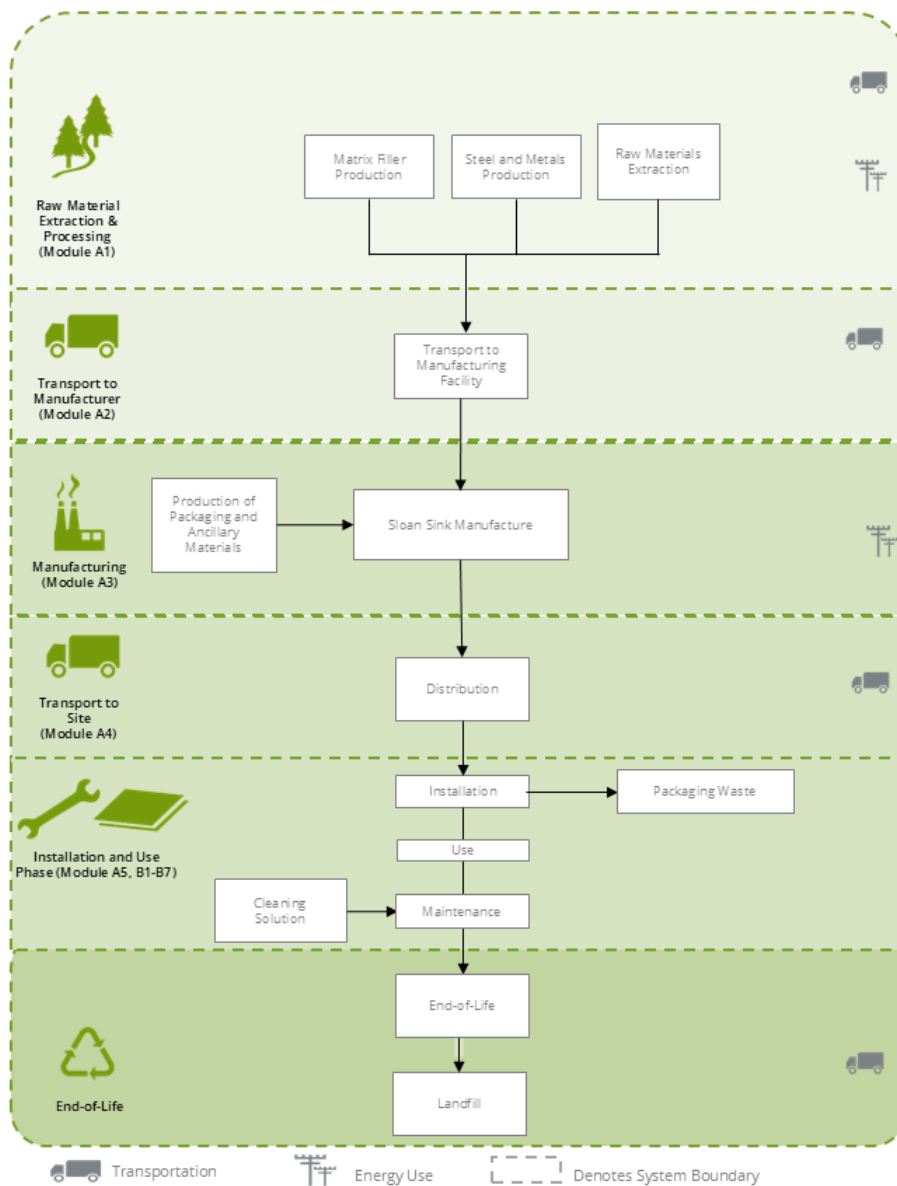 Matrix Filler
Production
Steel and Metals
Production
Raw Materials
Extraction
Raw Material
Extraction &
Processing
(Module A1)
Transport to
Manufacturing
Facility
Transport to
Manufacturer
(Module A2)
Production of
Packaging and
Ancillary
Materials
Sloan Sink Manufacture
Manufacturing
(Module A3)
Distribution
Transport to
Site
(Module A4)
Installation
Packaging Waste
Use
Installation and Use
Phase (Module A5, B1-B7)
Cleaning
Solution
Maintenance
End-of-Life
Landfill
End-of-Life
Transportation
Energy Use
Denotes System Boundary